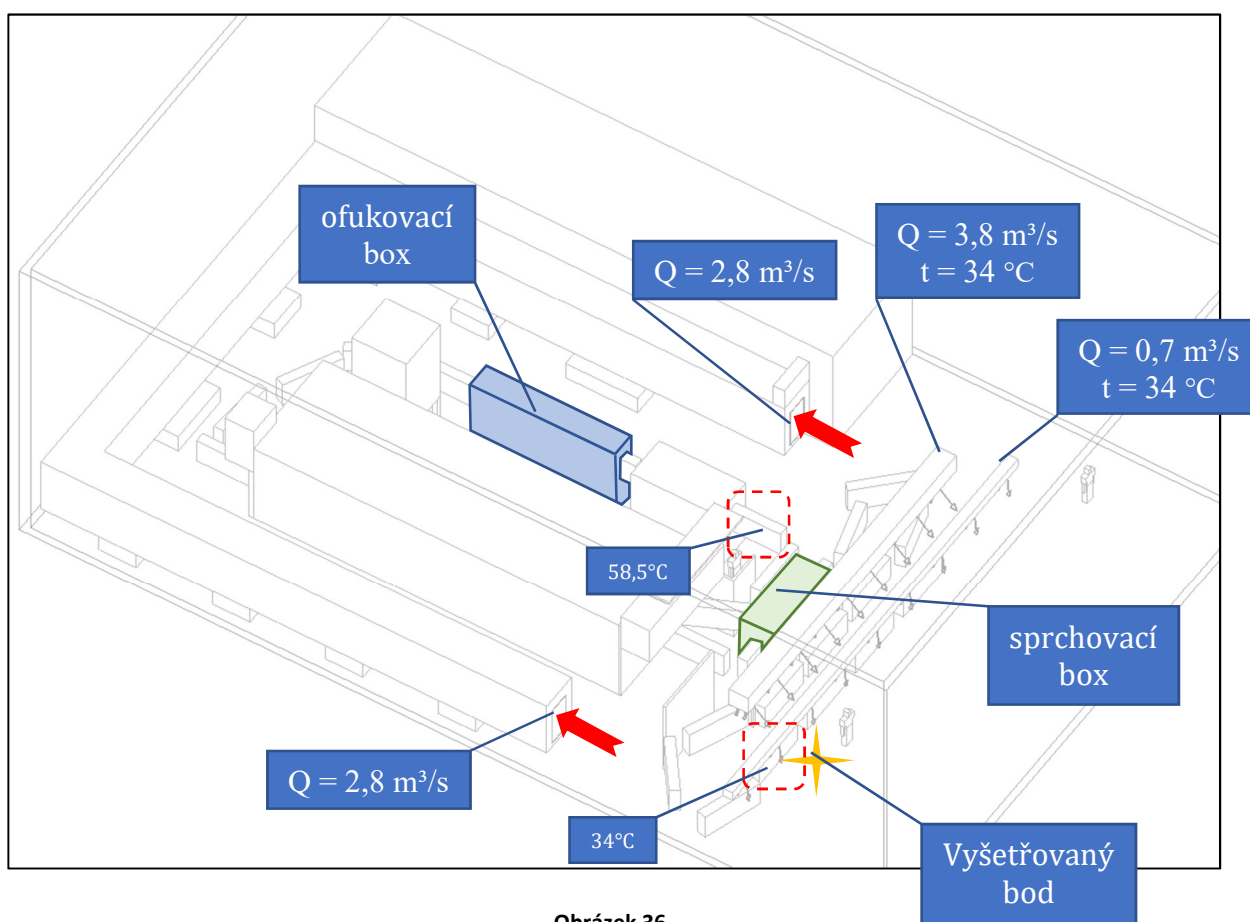 ofukovací
box
Q = 2,8 m³/s
Q = 3,8 m³/s
t = 34 °C
Q = 0,7 m³/s
t = 34 °C
58,5°C
sprchovací
box
Q = 2,8 m³/s
34°C
Vyšetřovaný
bod
Obrázek 36